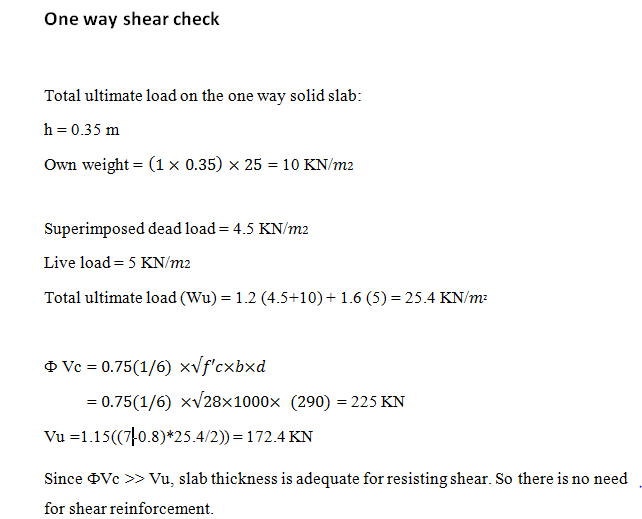 One way shear check
Total ultimate load on the one way solid slab:
h = 0.35 m
Own weight = (1 × 0.35) × 25 = 10 KN/m2
Superimposed dead load = 4.5 KN/m2
Live load = 5 KN/m2
Total ultimate load (Wu) = 1.2 (4.5+10) + 1.6 (5) = 25.4 KN/m²
Φ Vc = 0.75(1/6) ×√f'c×b×d
= 0.75(1/6) ×√28×1000× (290) = 225 KN
Vu =1.15((7-0.8)*25.4/2)) = 172.4 KN
Since ΦVc >> Vu, slab thickness is adequate for resisting shear. So there is no need
for shear reinforcement.